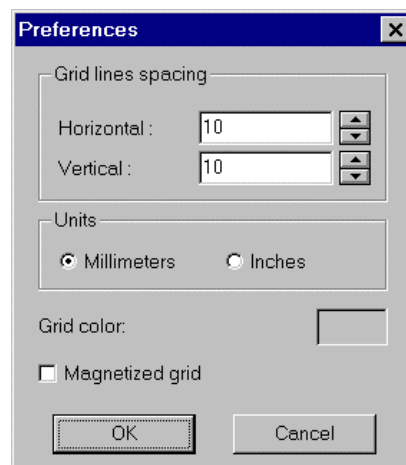 Preferences
Grid lines spacing
Horizontal : 10
Vertical : 10
Units
Millimeters Inches
Grid color:
Magnetized grid
OK Cancel